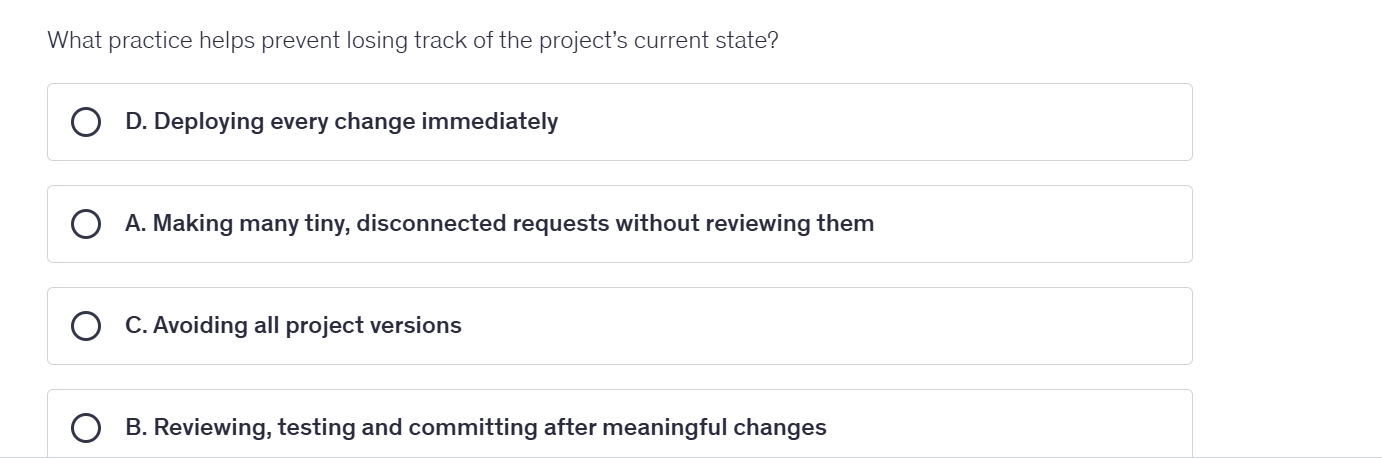 What practice helps prevent losing track of the project’s current state?
D. Deploying every change immediately
A. Making many tiny, disconnected requests without reviewing them
C. Avoiding all project versions
B. Reviewing, testing and committing after meaningful changes